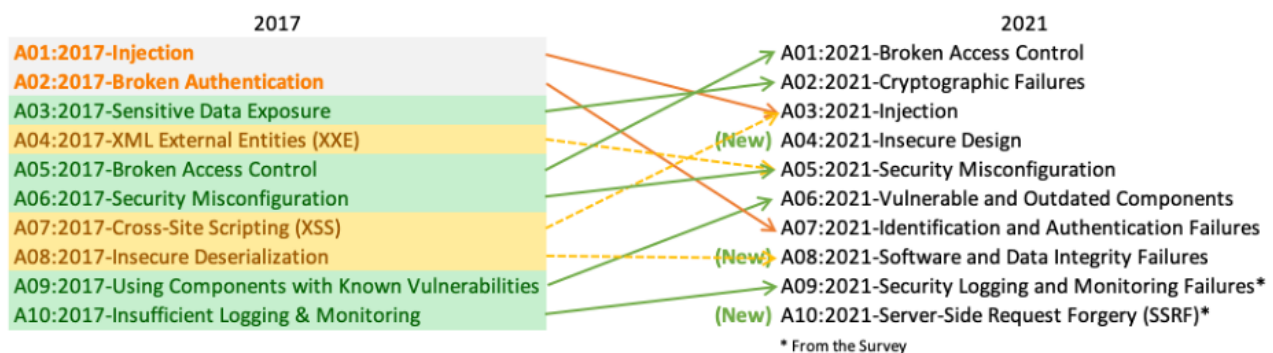 2017
A01:2017-Injection
A02:2017-Broken Authentication
A03:2017-Sensitive Data Exposure
A04:2017-XML External Entities (XXE)
A05:2017-Broken Access Control
A06:2017-Security Misconfiguration
A07:2017-Cross-Site Scripting (XSS)
A08:2017-Insecure Deserialization
A09:2017-Using Components with Known Vulnerabilities
A10:2017-Insufficient Logging & Monitoring
2021
A01:2021-Broken Access Control
A02:2021-Cryptographic Failures
A03:2021-Injection
(New) A04:2021-Insecure Design
A05:2021-Security Misconfiguration
A06:2021-Vulnerable and Outdated Components
A07:2021-Identification and Authentication Failures
(New) A08:2021-Software and Data Integrity Failures
A09:2021-Security Logging and Monitoring Failures*
(New) A10:2021-Server-Side Request Forgery (SSRF)*
* From the Survey